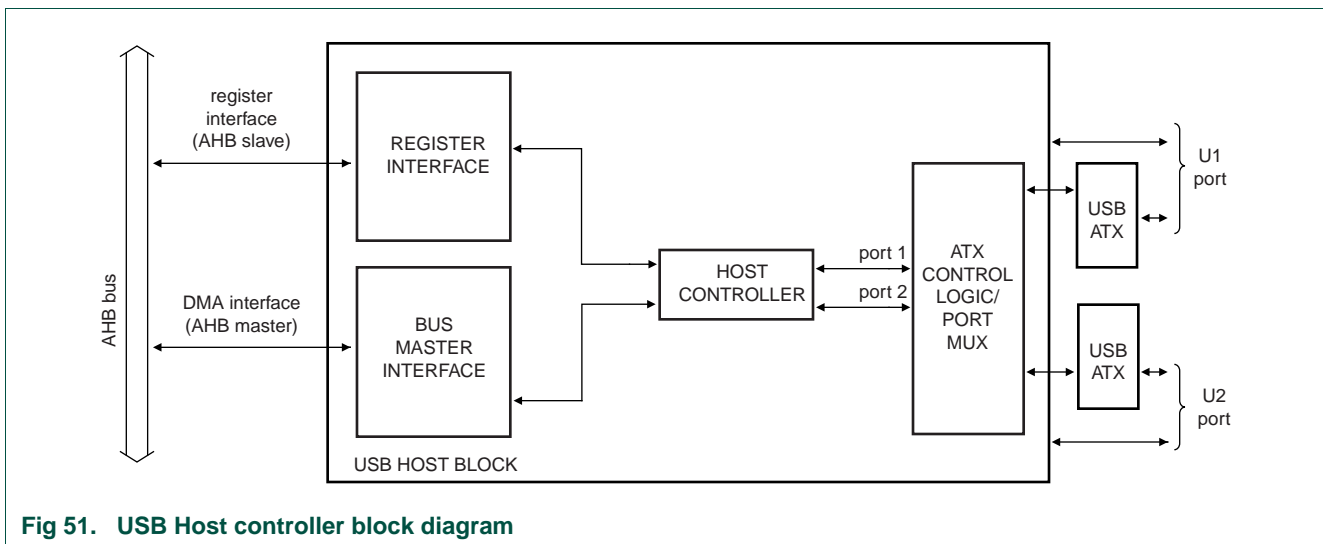 AHB bus
register
interface
(AHB slave)
DMA interface
(AHB master)
REGISTER
INTERFACE
BUS
MASTER
INTERFACE
USB HOST BLOCK
HOST
CONTROLLER
port 1
port 2
ATX
CONTROL
LOGIC/
PORT
MUX
USB
ATX
U1
port
USB
ATX
U2
port
Fig 51. USB Host controller block diagram